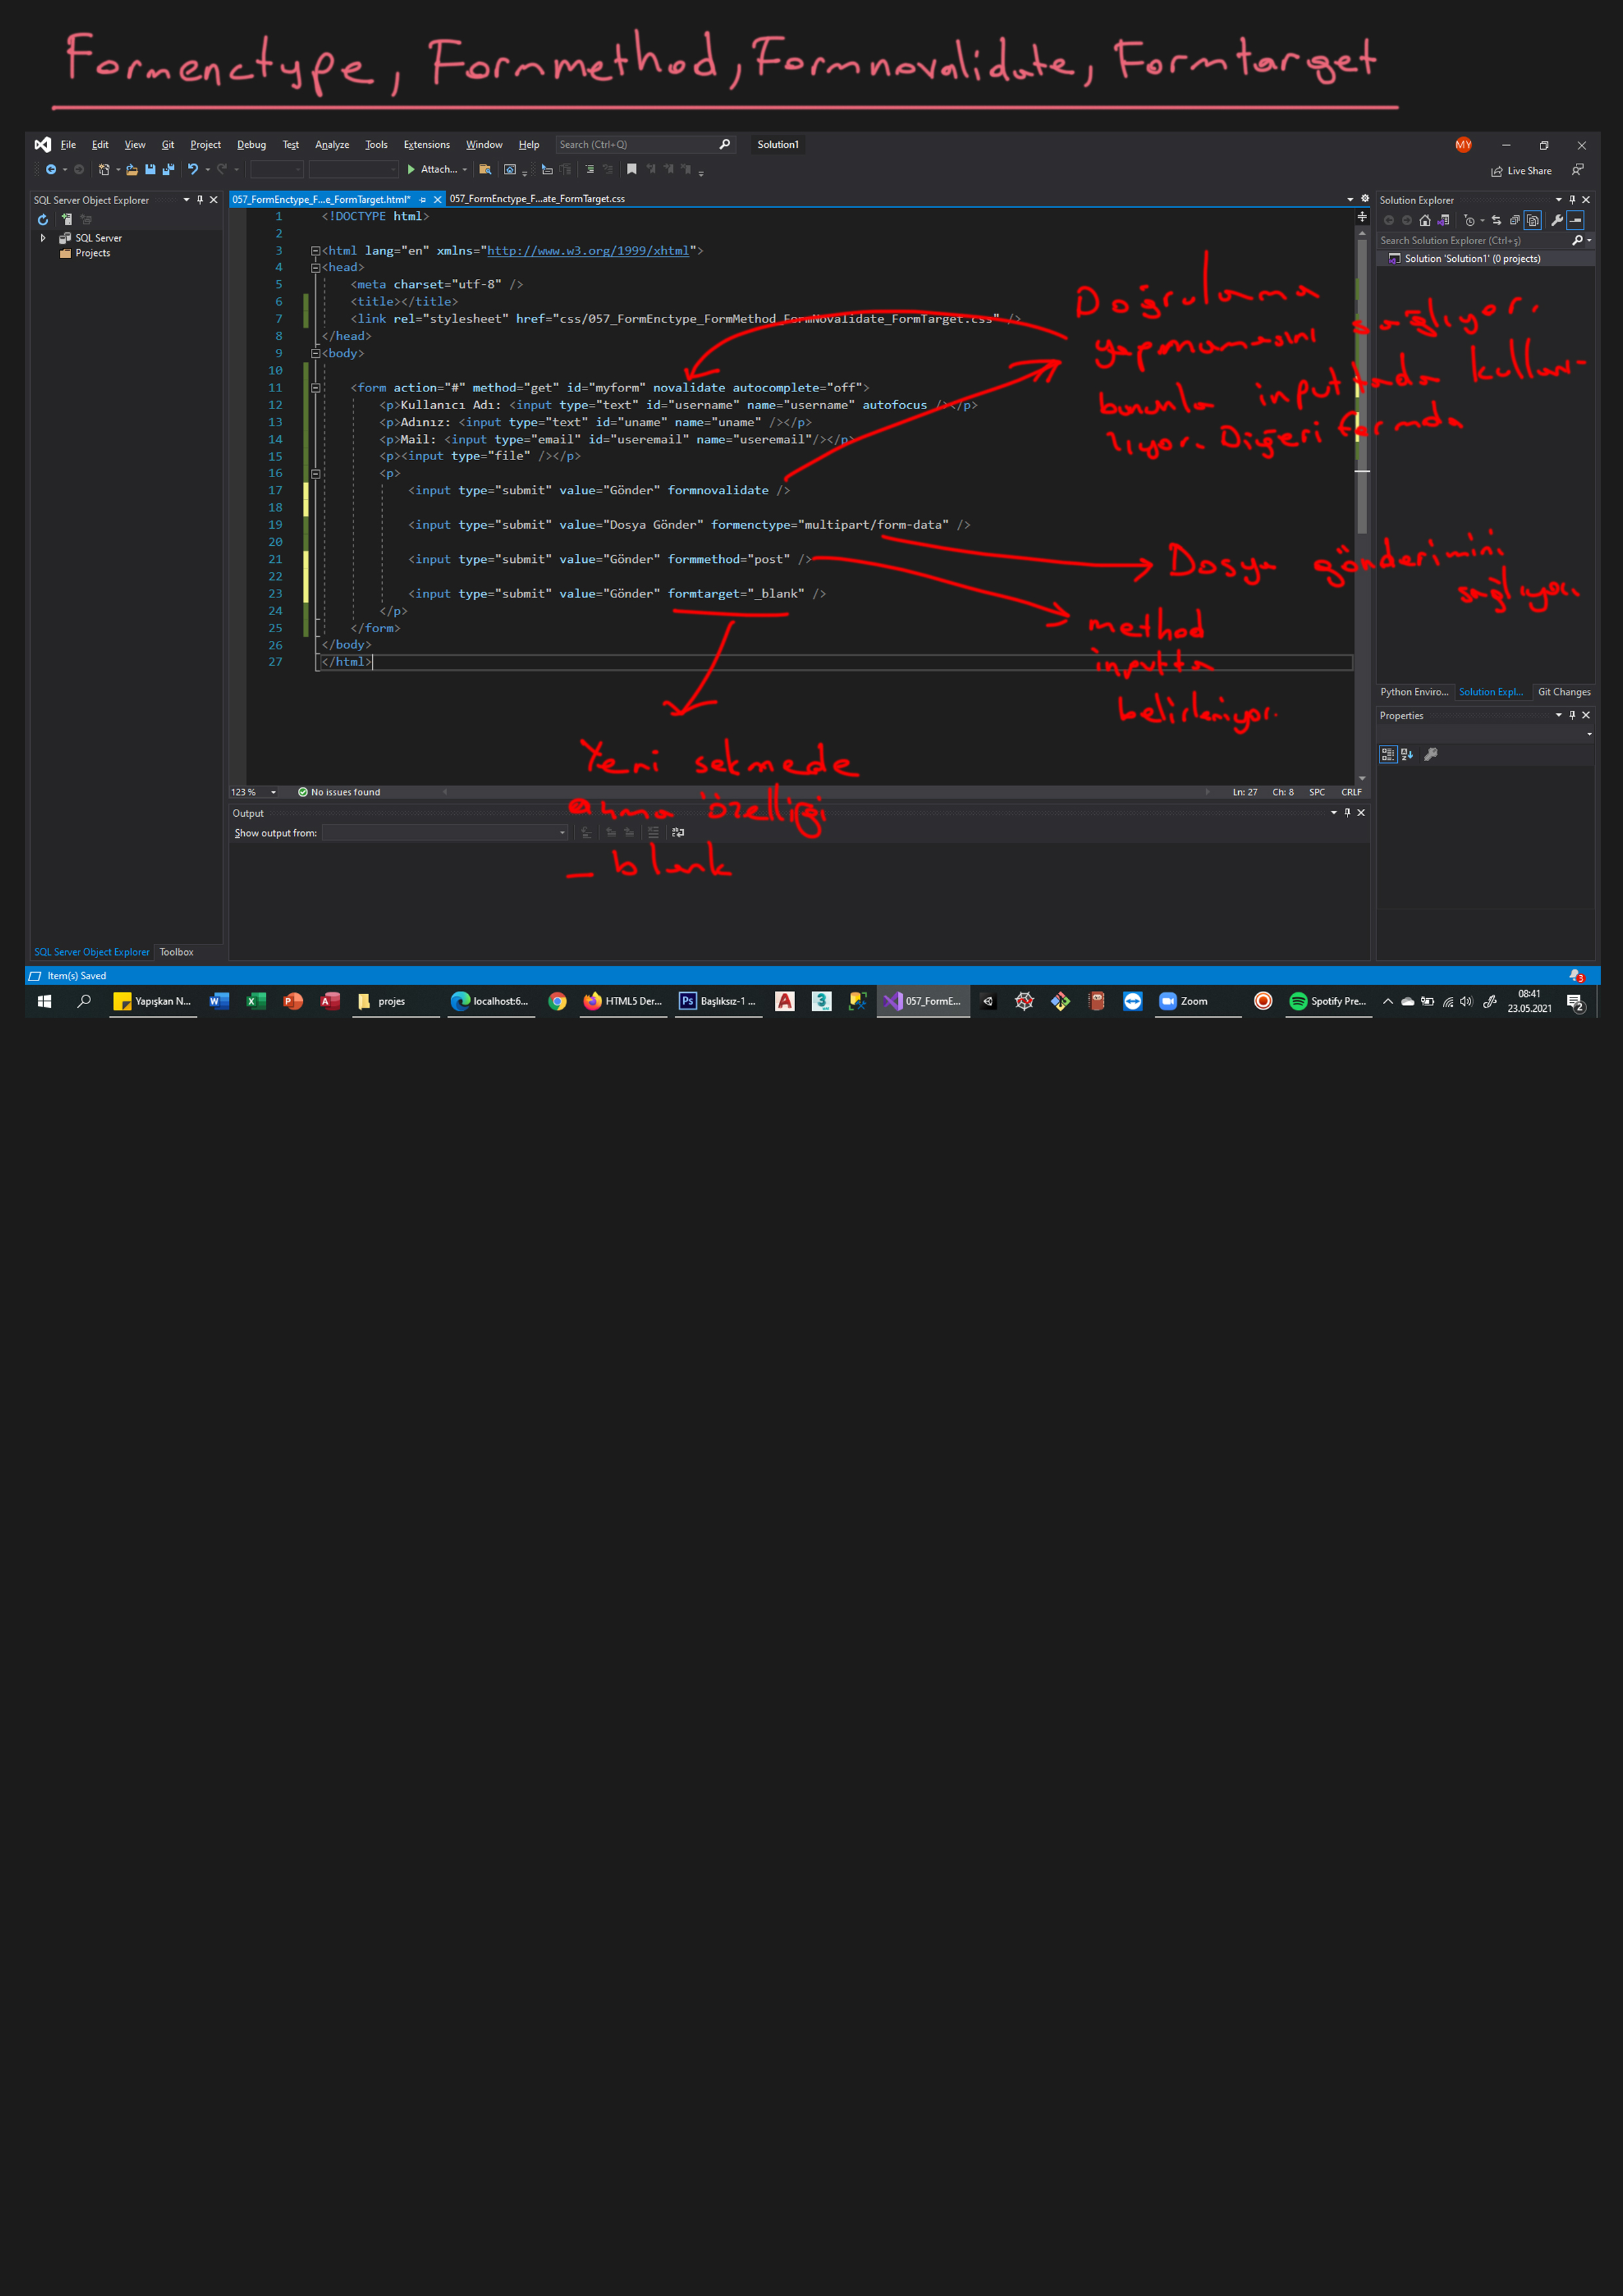 Formenctype, Formmethod, Formnovalidate, Formtarget
File Edit View Git Project Debug Test Analyze Tools Extensions Window Help Search (Ctrl+Q) Solution1 MY
Attach... Live Share
SQL Server Object Explorer
SQL Server
Projects
057_FormEnctype_F...e_FormTarget.html* 057_FormEnctype_F...ate_FormTarget.css
1 <!DOCTYPE html>
2
3 <html lang="en" xmlns="http://www.w3.org/1999/xhtml">
4 <head>
5 <meta charset="utf-8" />
6 <title></title>
7 <link rel="stylesheet" href="css/057_FormEnctype_FormMethod_FormNovalidate_FormTarget.css" />
8 </head>
9 <body>
10
11 <form action="#" method="get" id="myform" novalidate autocomplete="off">
12 <p>Kullanıcı Adı: <input type="text" id="username" name="username" autofocus /></p>
13 <p>Adınız: <input type="text" id="uname" name="uname" /></p>
14 <p>Mail: <input type="email" id="useremail" name="useremail"/></p>
15 <p><input type="file" /></p>
16 <p>
17 <input type="submit" value="Gönder" formnovalidate />
18
19 <input type="submit" value="Dosya Gönder" formenctype="multipart/form-data" />
20
21 <input type="submit" value="Gönder" formmethod="post" />
22
23 <input type="submit" value="Gönder" formtarget="_blank" />
24 </p>
25 </form>
26 </body>
27 </html>
Doğrulama
yapmamasını sağlıyor.
bununla inputtada kullanı-
lıyor. Diğeri formda
Dosya gönderimini
sağlıyor.
method
inputta
belirleniyor.
Yeni sekmede
açma özelliği
_blank
Solution Explorer
Search Solution Explorer (Ctrl+ş)
Solution 'Solution1' (0 projects)
Python Enviro... Solution Expl... Git Changes
Properties
123 % No issues found Ln: 27 Ch: 8 SPC CRLF
Output
Show output from:
SQL Server Object Explorer Toolbox
Item(s) Saved 3
Yapışkan N... projes localhost:6... HTML5 Der... Başlıksız-1 ... 057_FormE... Zoom Spotify Pre... 08:41
23.05.2021 2